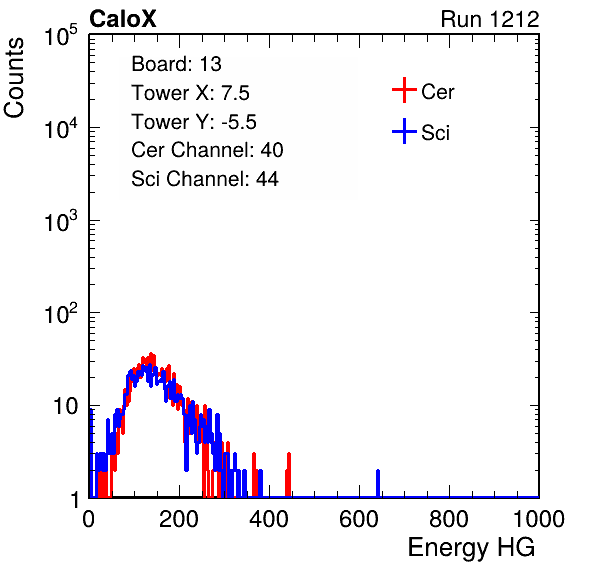 CaloX Run 1212
Counts
10^5
10^4
10^3
10^2
10
1
Board: 13
Tower X: 7.5
Tower Y: -5.5
Cer Channel: 40
Sci Channel: 44
Cer
Sci
0 200 400 600 800 1000
Energy HG